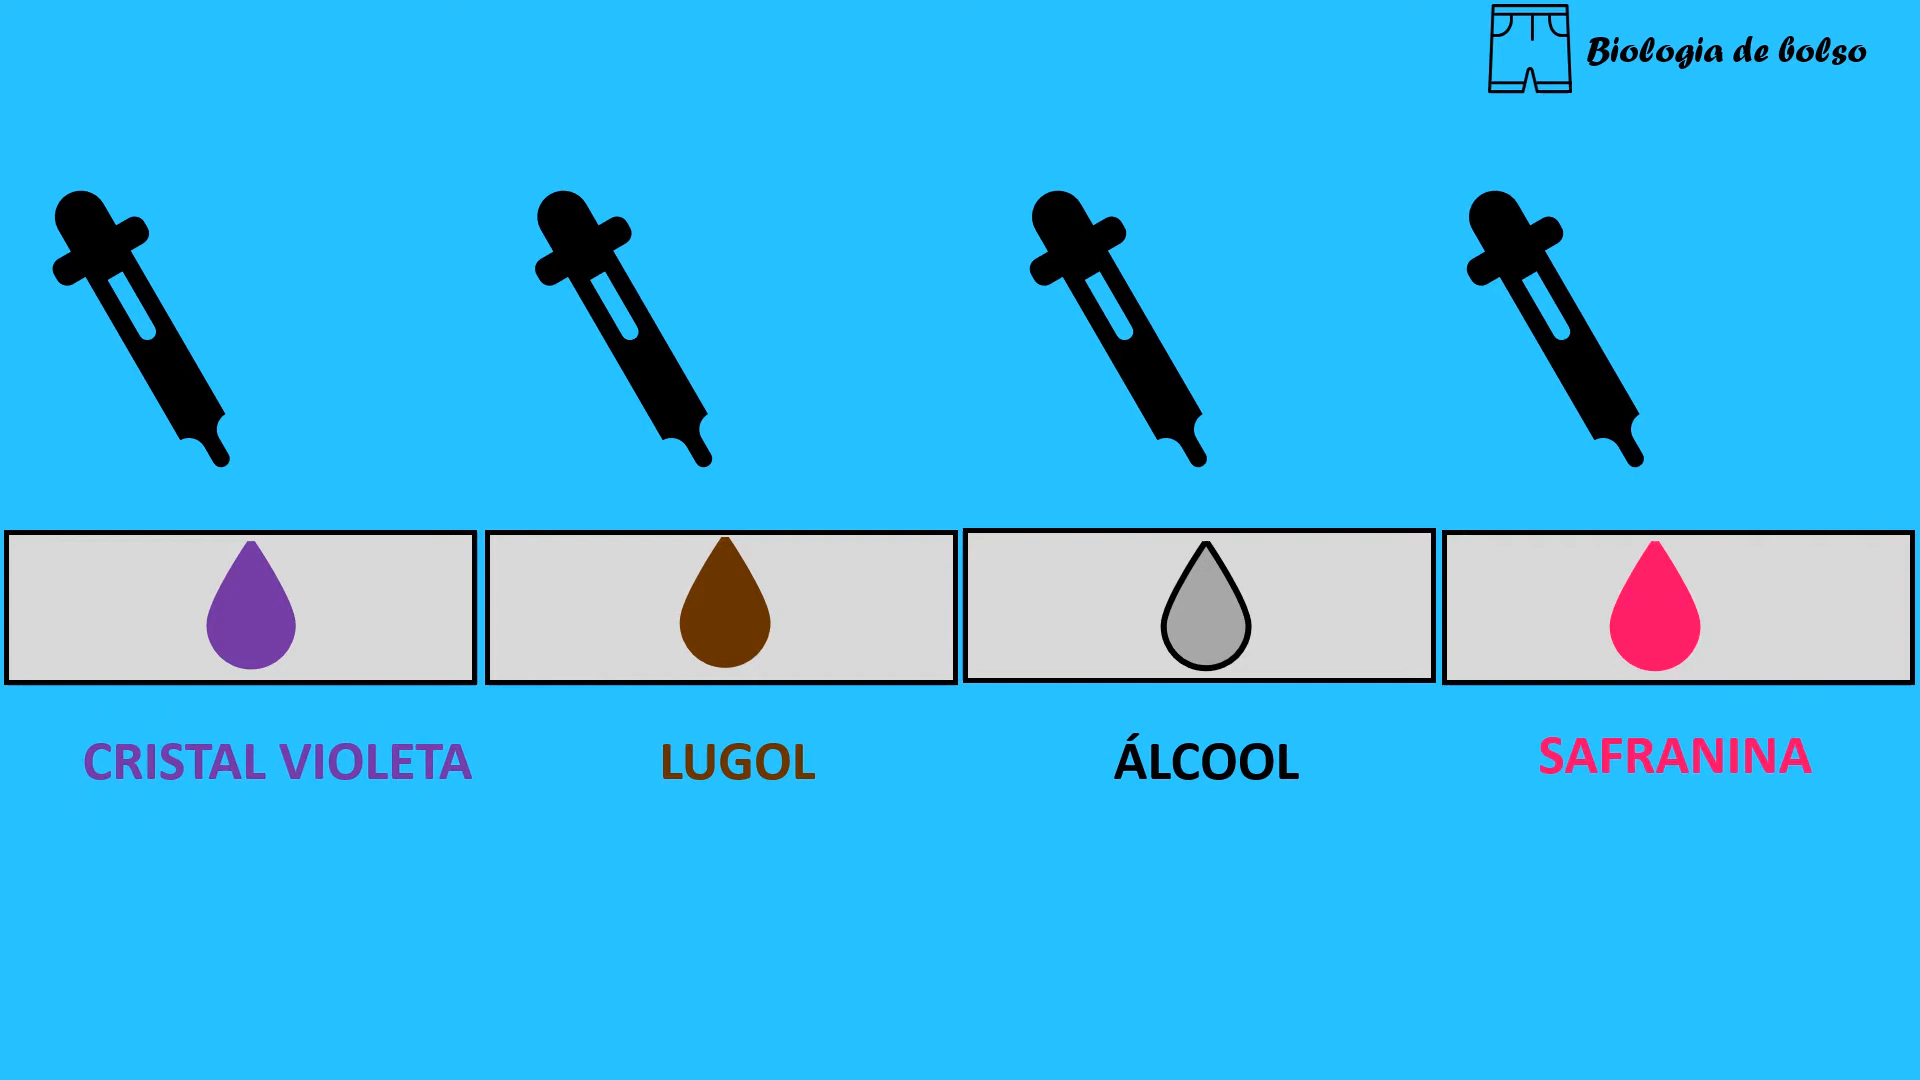 Biologia de bolso
CRISTAL VIOLETA
LUGOL
ÁLCOOL
SAFRANINA